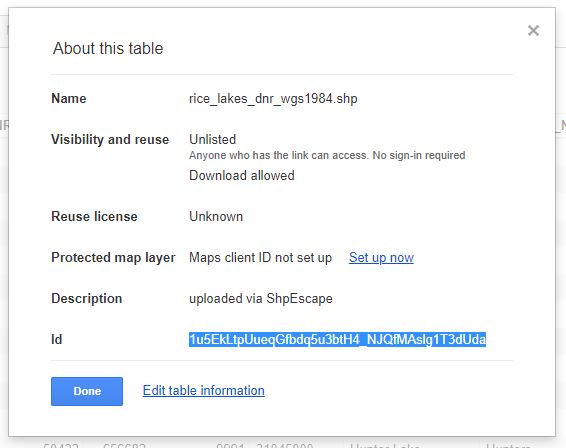 About this table
Name rice_lakes_dnr_wgs1984.shp
Visibility and reuse Unlisted
Anyone who has the link can access. No sign-in required
Download allowed
Reuse license Unknown
Protected map layer Maps client ID not set up Set up now
Description uploaded via ShpEscape
Id 1u5EkLtpUueqGfbdq5u3btH4_NJQfMAslg1T3dUda
Done Edit table information
Hunter Lake